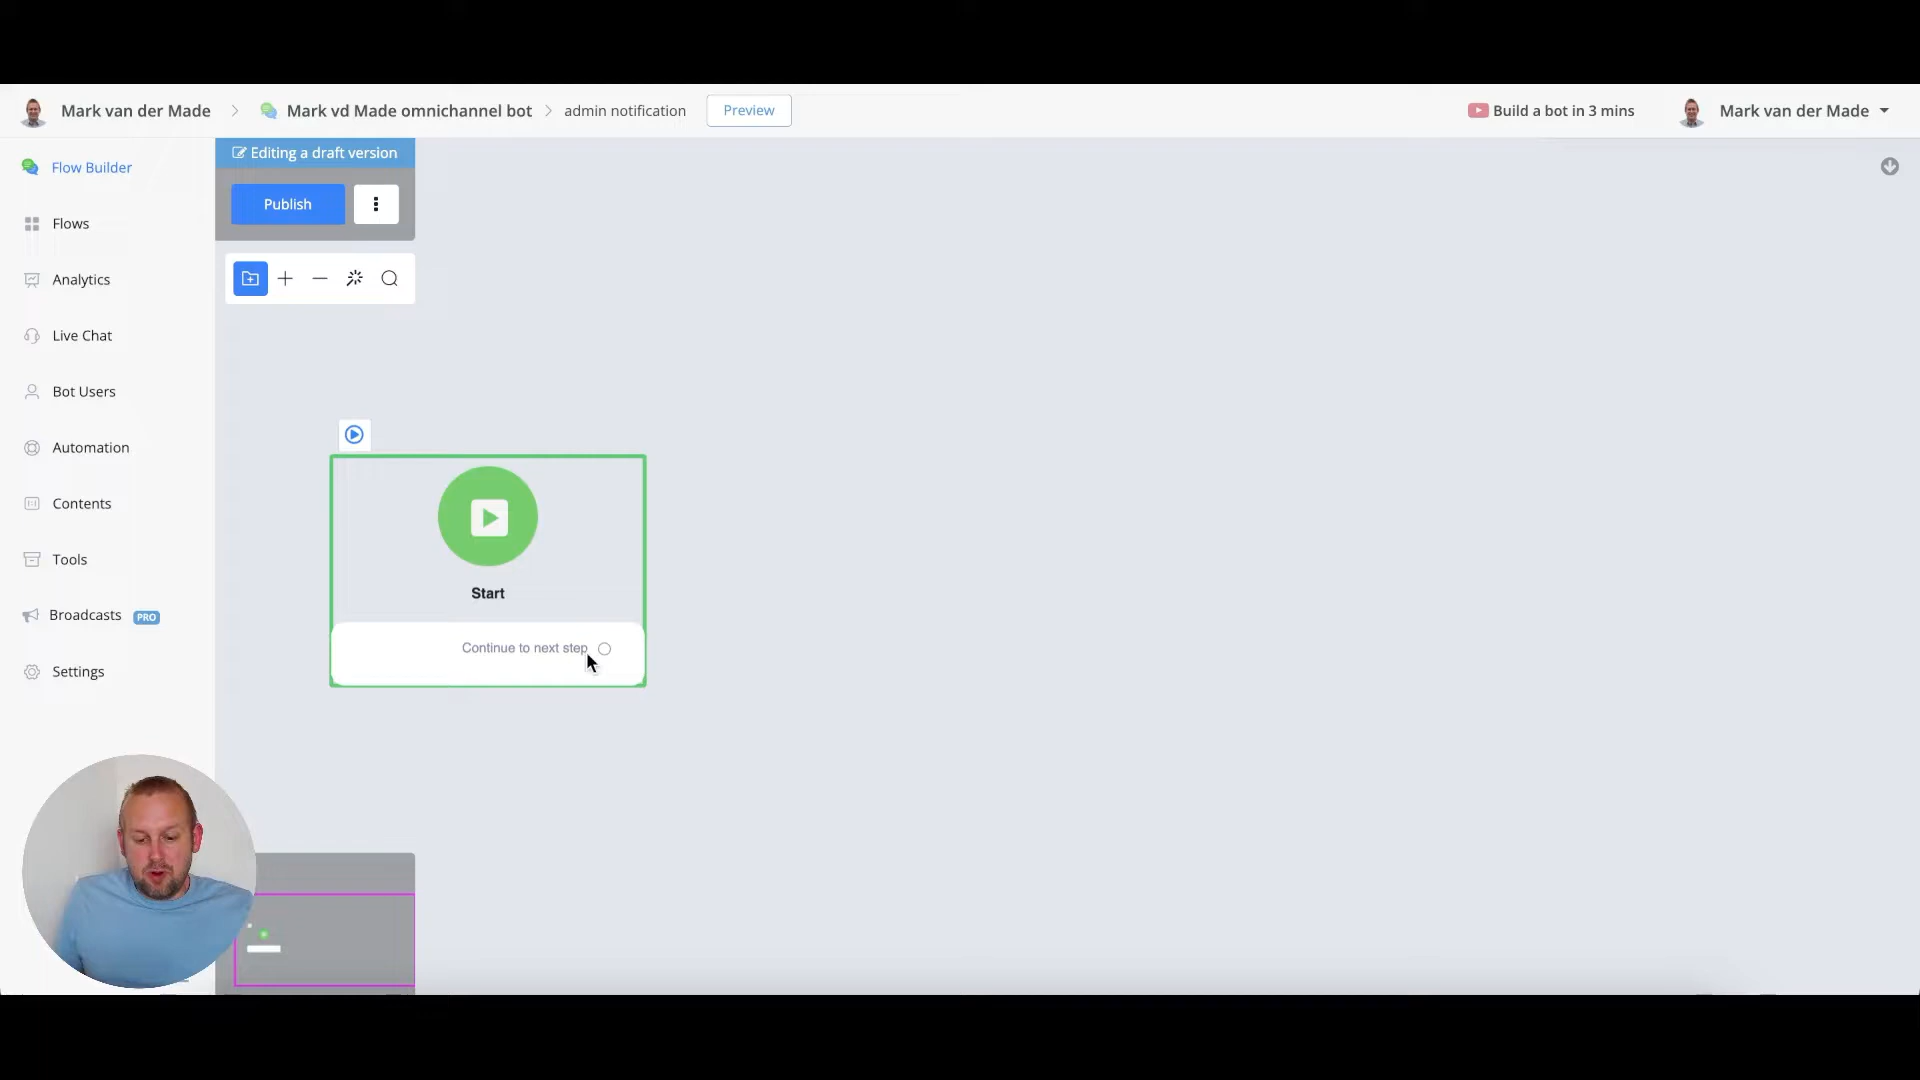 Mark van der Made
Mark vd Made omnichannel bot
admin notification
Preview
Build a bot in 3 mins
Mark van der Made
Flow Builder
Editing a draft version
Publish
Flows
Analytics
Live Chat
Bot Users
Automation
Contents
Tools
Broadcasts PRO
Settings
Start
Continue to next step